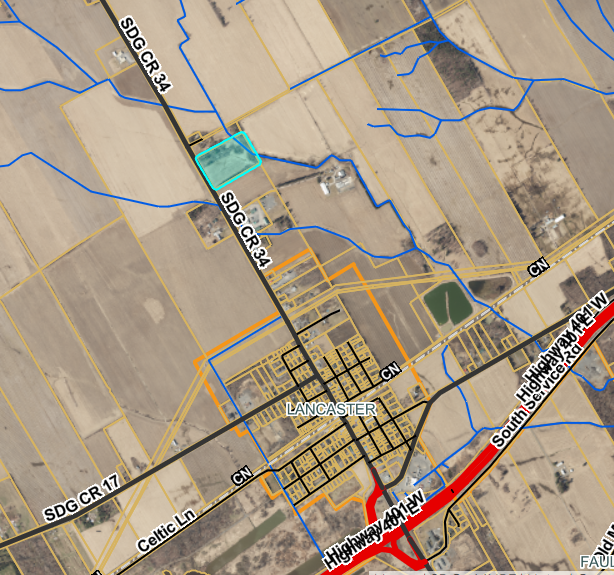 SDG CR 34
SDG CR 34
CN
Highway 401 W
South Service Rd
CN
LANCASTER
CN
SDG CR 17
Celtic Ln
Highway 401 W
Highway 401 E
FAU